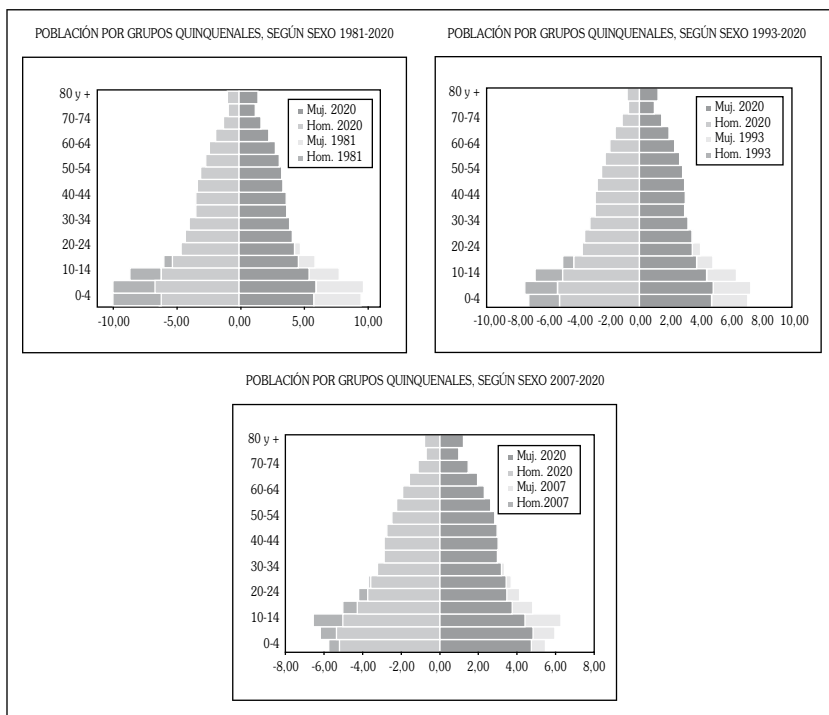 POBLACIÓN POR GRUPOS QUINQUENALES, SEGÚN SEXO 1981-2020
80 y +
70-74
60-64
50-54
40-44
30-34
20-24
10-14
0-4
-10,00 -5,00 0,00 5,00 10,00
Muj. 2020
Hom. 2020
Muj. 1981
Hom. 1981
POBLACIÓN POR GRUPOS QUINQUENALES, SEGÚN SEXO 1993-2020
80 y +
70-74
60-64
50-54
40-44
30-34
20-24
10-14
0-4
-10,00 -8,00 -6,00 -4,00 -2,00 0,00 2,00 4,00 6,00 8,00 10,00
Muj. 2020
Hom. 2020
Muj. 1993
Hom. 1993
POBLACIÓN POR GRUPOS QUINQUENALES, SEGÚN SEXO 2007-2020
80 y +
70-74
60-64
50-54
40-44
30-34
20-24
10-14
0-4
-8,00 -6,00 -4,00 -2,00 0,00 2,00 4,00 6,00 8,00
Muj. 2020
Hom. 2020
Muj. 2007
Hom.2007